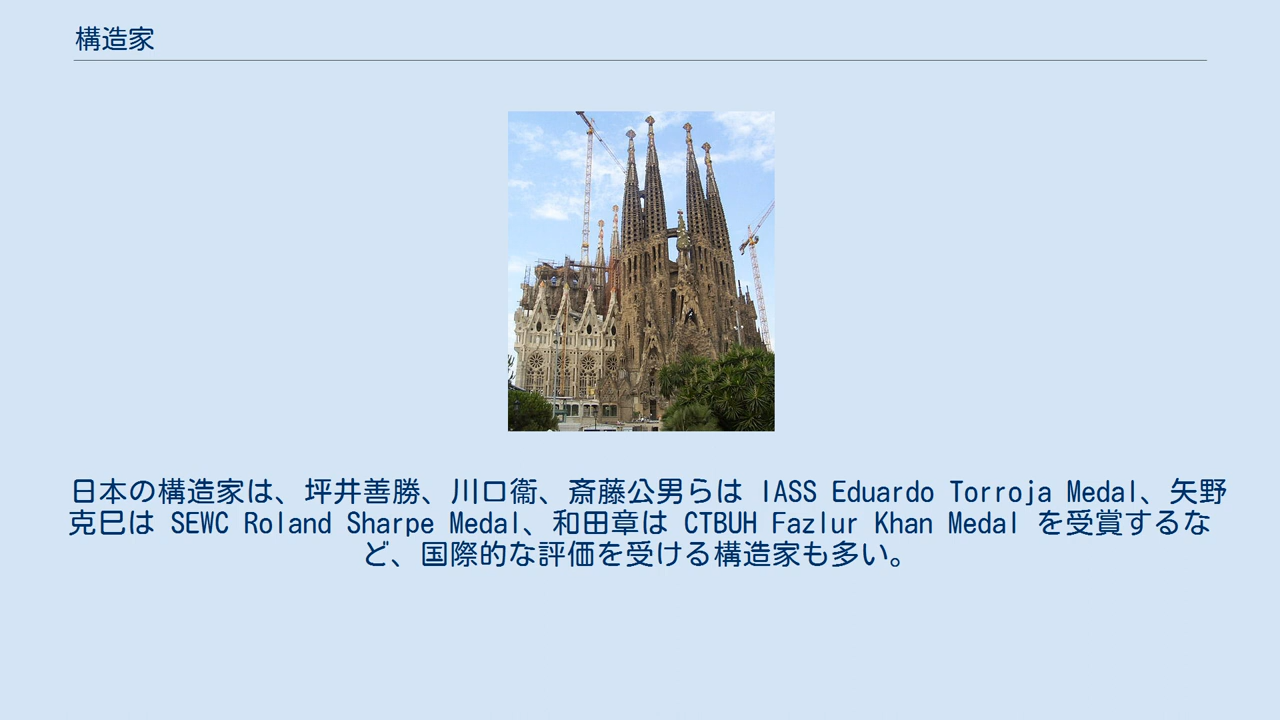 構造家
日本の構造家は、坪井善勝、川口衞、斎藤公男らは IASS Eduardo Torroja Medal、矢野
克巳は SEWC Roland Sharpe Medal、和田章は CTBUH Fazlur Khan Medal を受賞するな
ど、国際的な評価を受ける構造家も多い。